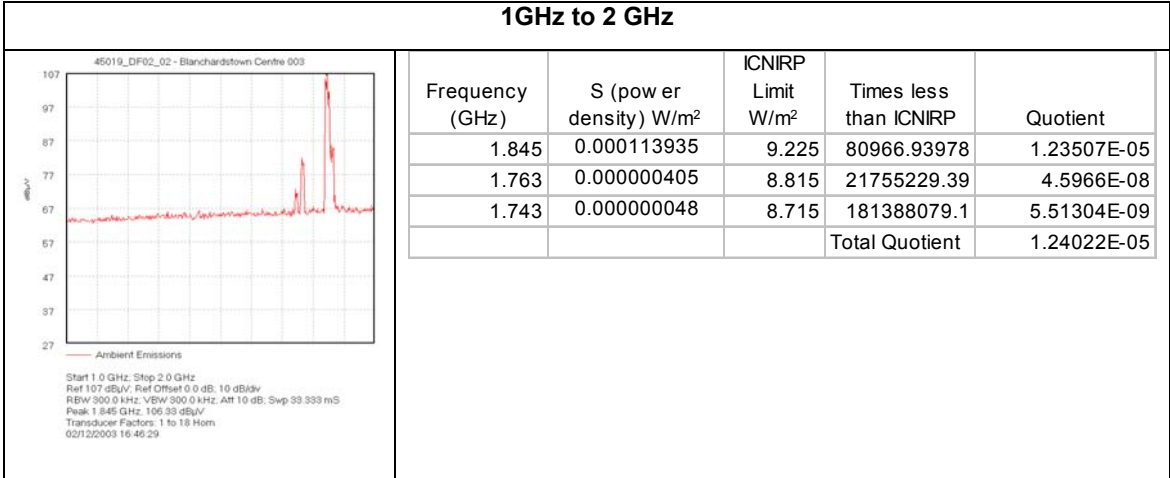 1GHz to 2 GHz
45019_DF02_02 - Blanchardstown Centre 003
107
97
87
77
67
57
47
37
27
dBµV
Ambient Emissions
Start 1.0 GHz; Stop 2.0 GHz
Ref 107 dBµV; Ref Offset 0.0 dB; 10 dB/div
RBW 300.0 kHz; VBW 300.0 kHz; Att 10 dB; Swp 33.333 mS
Peak 1.845 GHz, 106.33 dBµV
Transducer Factors: 1 to 18 Horn
02/12/2003 16:46:29
Frequency (GHz) S (pow er density) W/m² ICNIRP Limit W/m² Times less than ICNIRP Quotient
1.845 0.000113935 9.225 80966.93978 1.23507E-05
1.763 0.000000405 8.815 21755229.39 4.5966E-08
1.743 0.000000048 8.715 181388079.1 5.51304E-09
Total Quotient 1.24022E-05